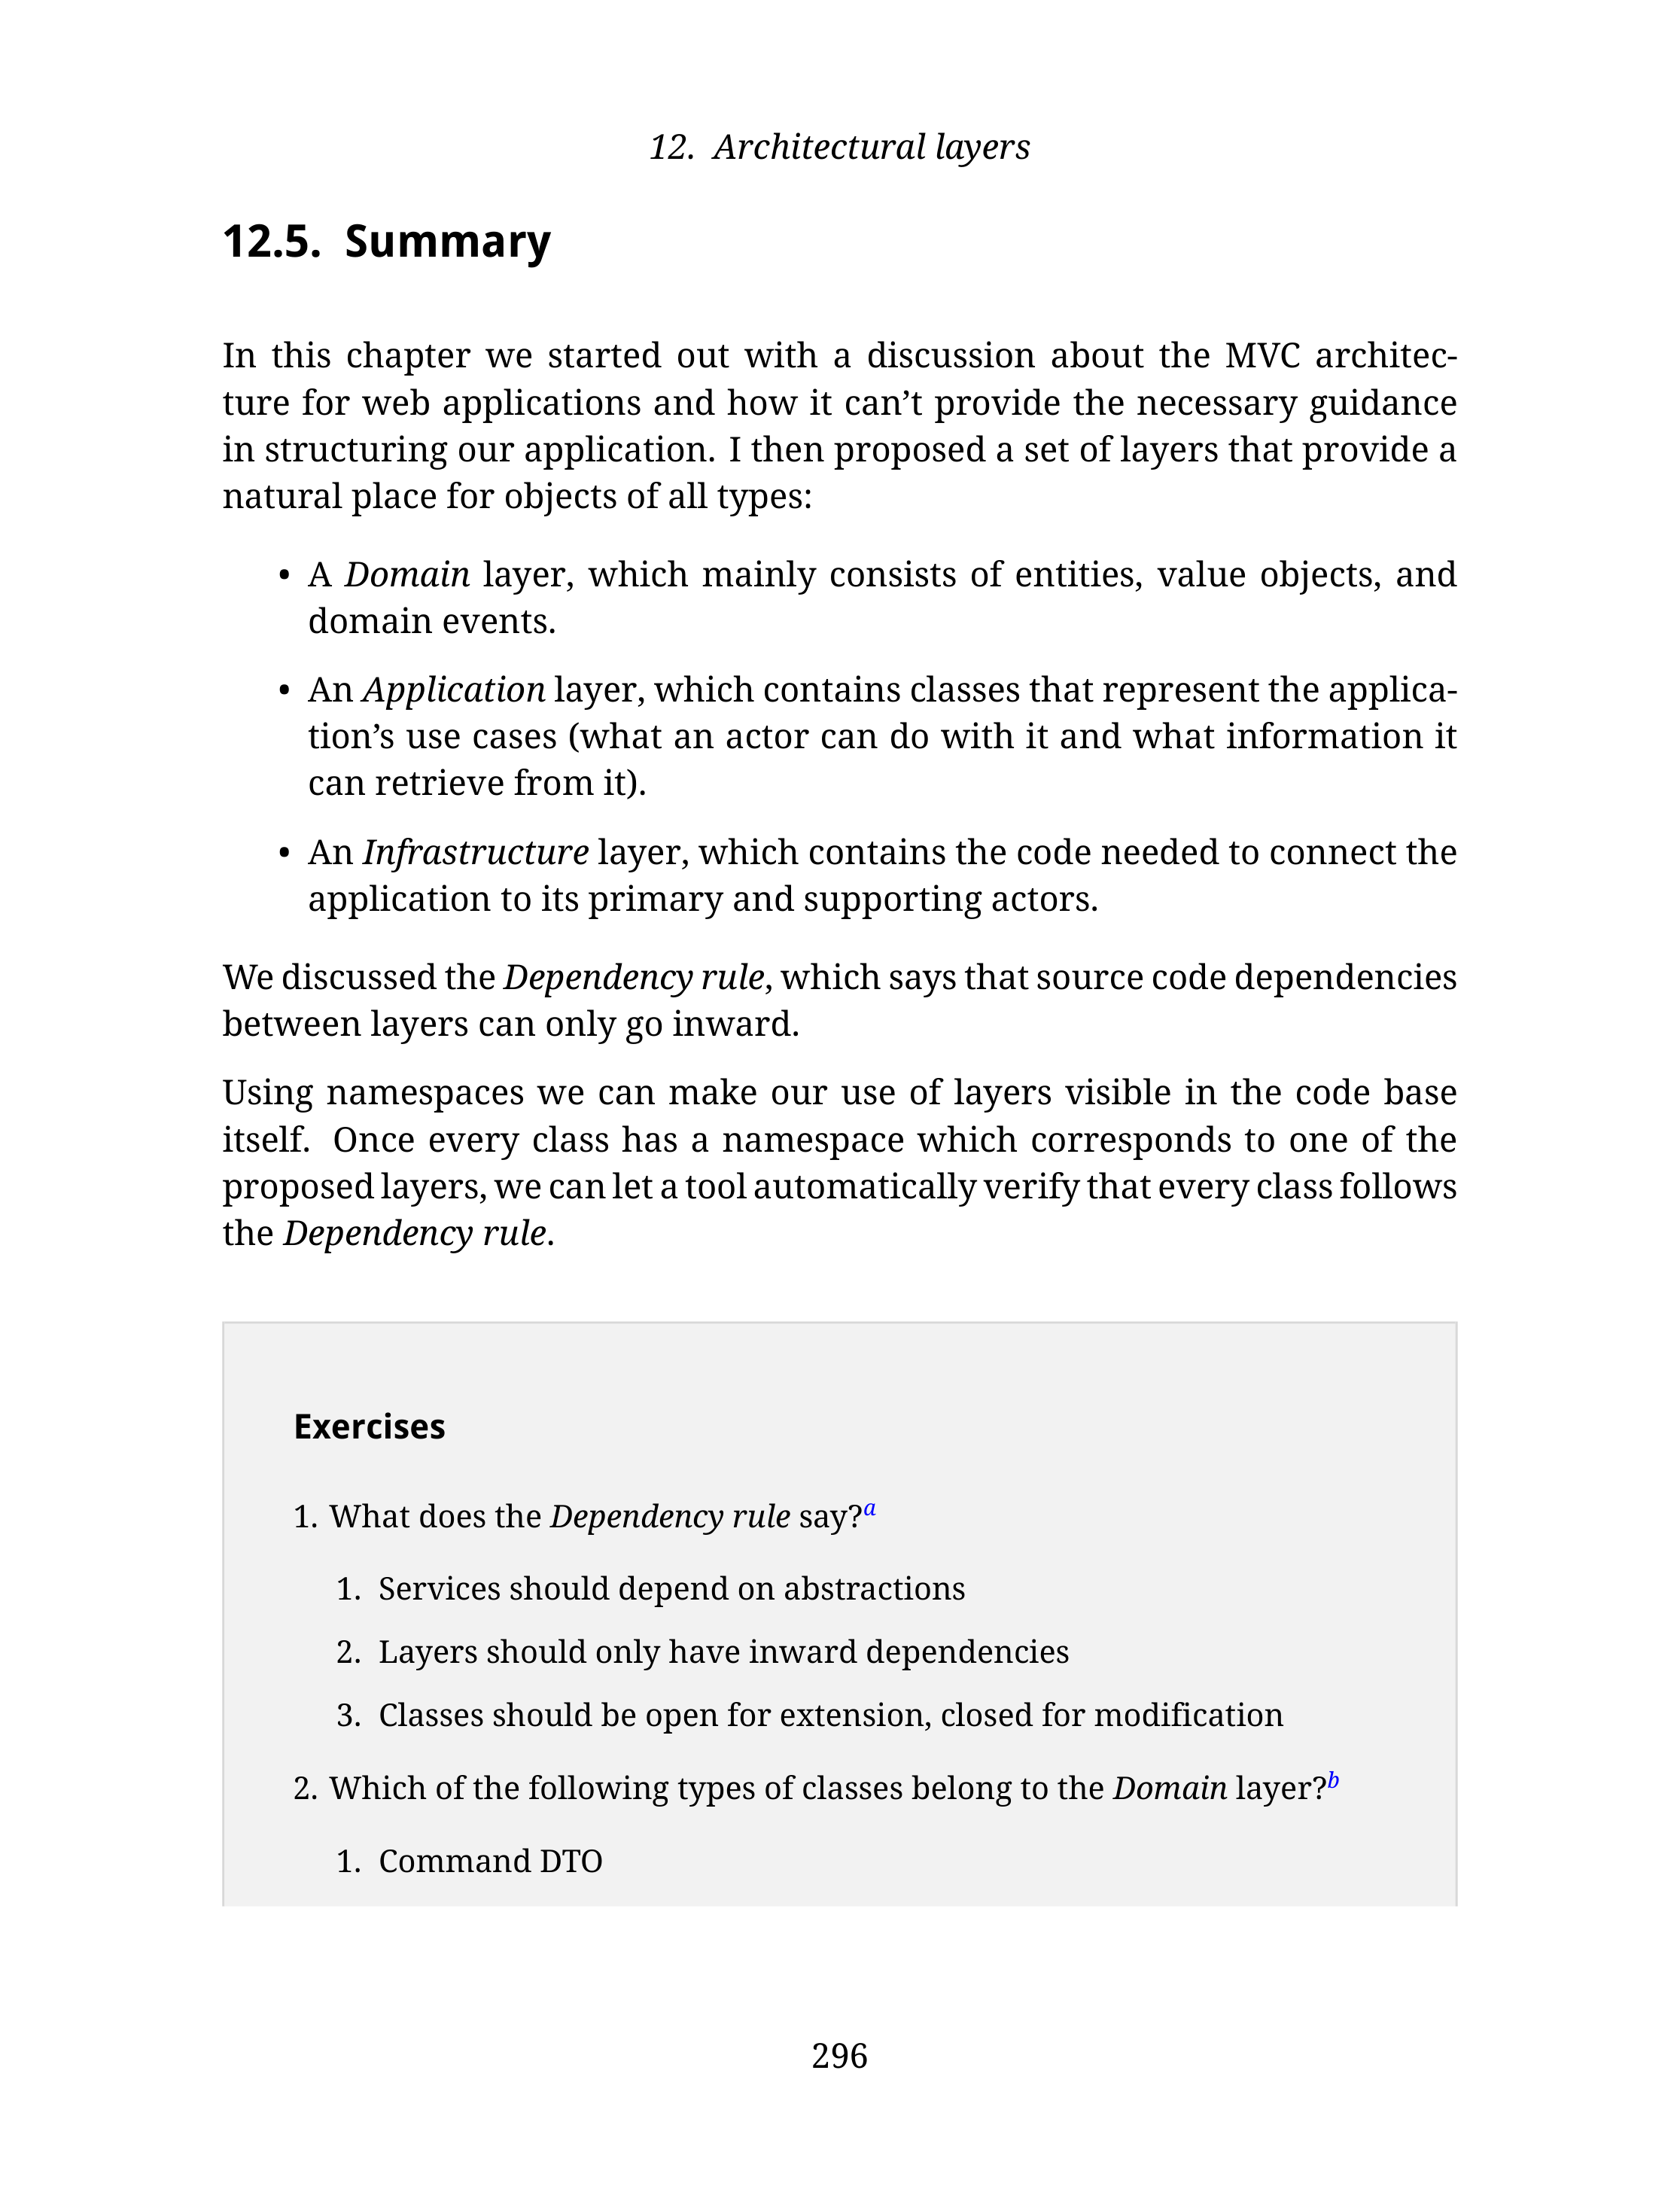 12. Architectural layers
12.5. Summary
In this chapter we started out with a discussion about the MVC architec-
ture for web applications and how it can’t provide the necessary guidance
in structuring our application. I then proposed a set of layers that provide a
natural place for objects of all types:
• A Domain layer, which mainly consists of entities, value objects, and
domain events.
• An Application layer, which contains classes that represent the applica-
tion’s use cases (what an actor can do with it and what information it
can retrieve from it).
• An Infrastructure layer, which contains the code needed to connect the
application to its primary and supporting actors.
We discussed the Dependency rule, which says that source code dependencies
between layers can only go inward.
Using namespaces we can make our use of layers visible in the code base
itself. Once every class has a namespace which corresponds to one of the
proposed layers, we can let a tool automatically verify that every class follows
the Dependency rule.
Exercises
1. What does the Dependency rule say?a
1. Services should depend on abstractions
2. Layers should only have inward dependencies
3. Classes should be open for extension, closed for modification
2. Which of the following types of classes belong to the Domain layer?b
1. Command DTO
296